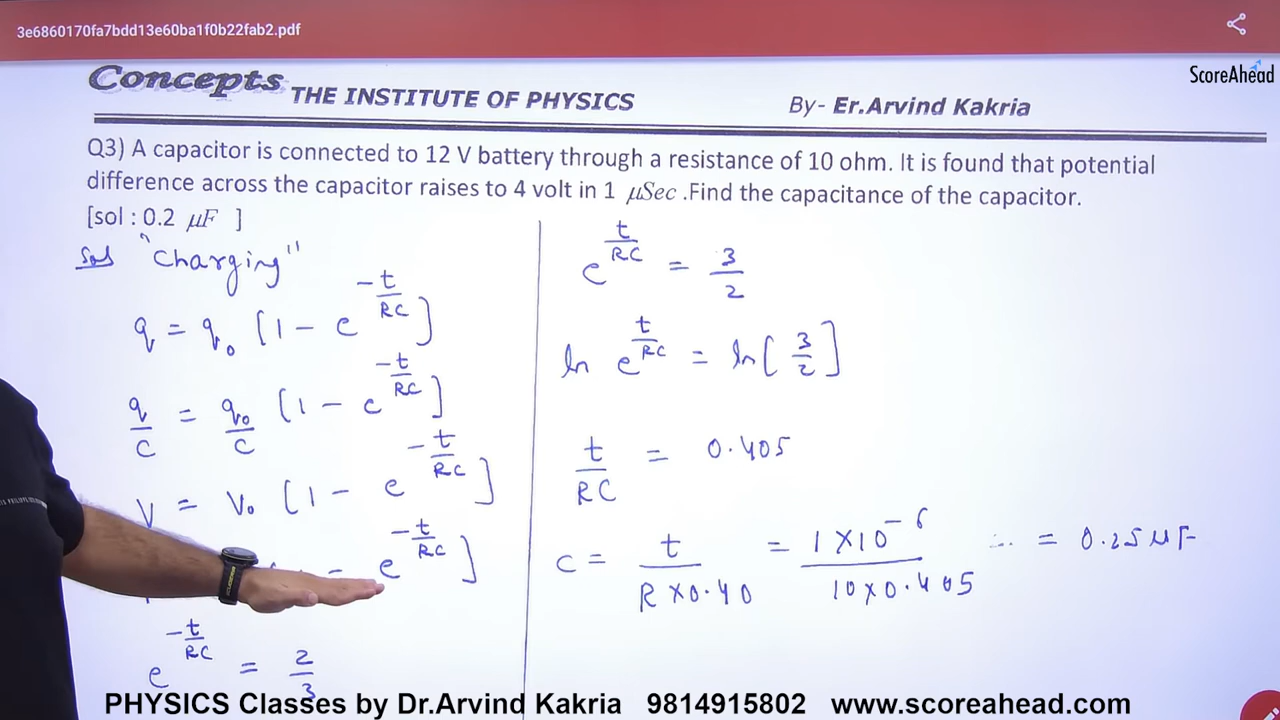 3e6860170fa7bdd13e60ba1f0b22fab2.pdf
ScoreAhead
Concepts THE INSTITUTE OF PHYSICS By- Er.Arvind Kakria
Q3) A capacitor is connected to 12 V battery through a resistance of 10 ohm. It is found that potential
difference across the capacitor raises to 4 volt in 1 μSec .Find the capacitance of the capacitor.
[sol : 0.2 μF ]
Sol "Charging"
q = q₀ [1 - e^(-t/RC)]
q/C = q₀/C [1 - e^(-t/RC)]
V = V₀ [1 - e^(-t/RC)]
- e^(-t/RC)]
e^(-t/RC) = 2/3
e^(t/RC) = 3/2
ln e^(t/RC) = ln[3/2]
t/RC = 0.405
C = t/(R×0.40) = 1×10^-6/(10×0.405) = 0.25 μF
PHYSICS Classes by Dr.Arvind Kakria 9814915802 www.scoreahead.com